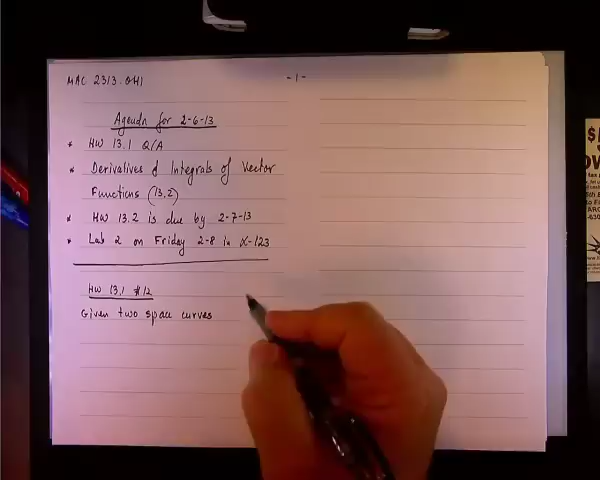 MAC 2313.0H1
-1-
Agenda for 2-6-13
* HW 13.1 Q/A
* Derivatives & Integrals of Vector
Functions (13.2)
* HW 13.2 is due by 2-7-13
* Lab 2 on Friday 2-8 in X-123
HW 13.1 #12
Given two space curves